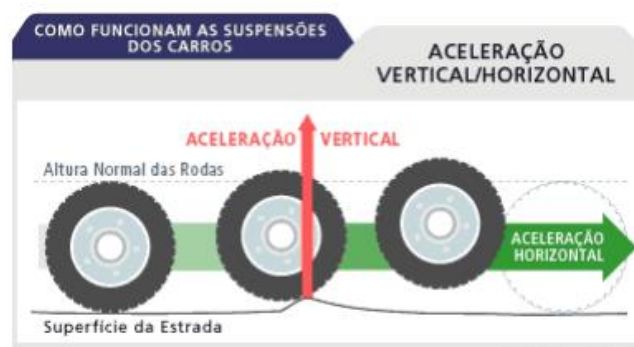 COMO FUNCIONAM AS SUSPENSÕES
DOS CARROS
ACELERAÇÃO
VERTICAL/HORIZONTAL
ACELERAÇÃO VERTICAL
Altura Normal das Rodas
ACELERAÇÃO
HORIZONTAL
Superfície da Estrada